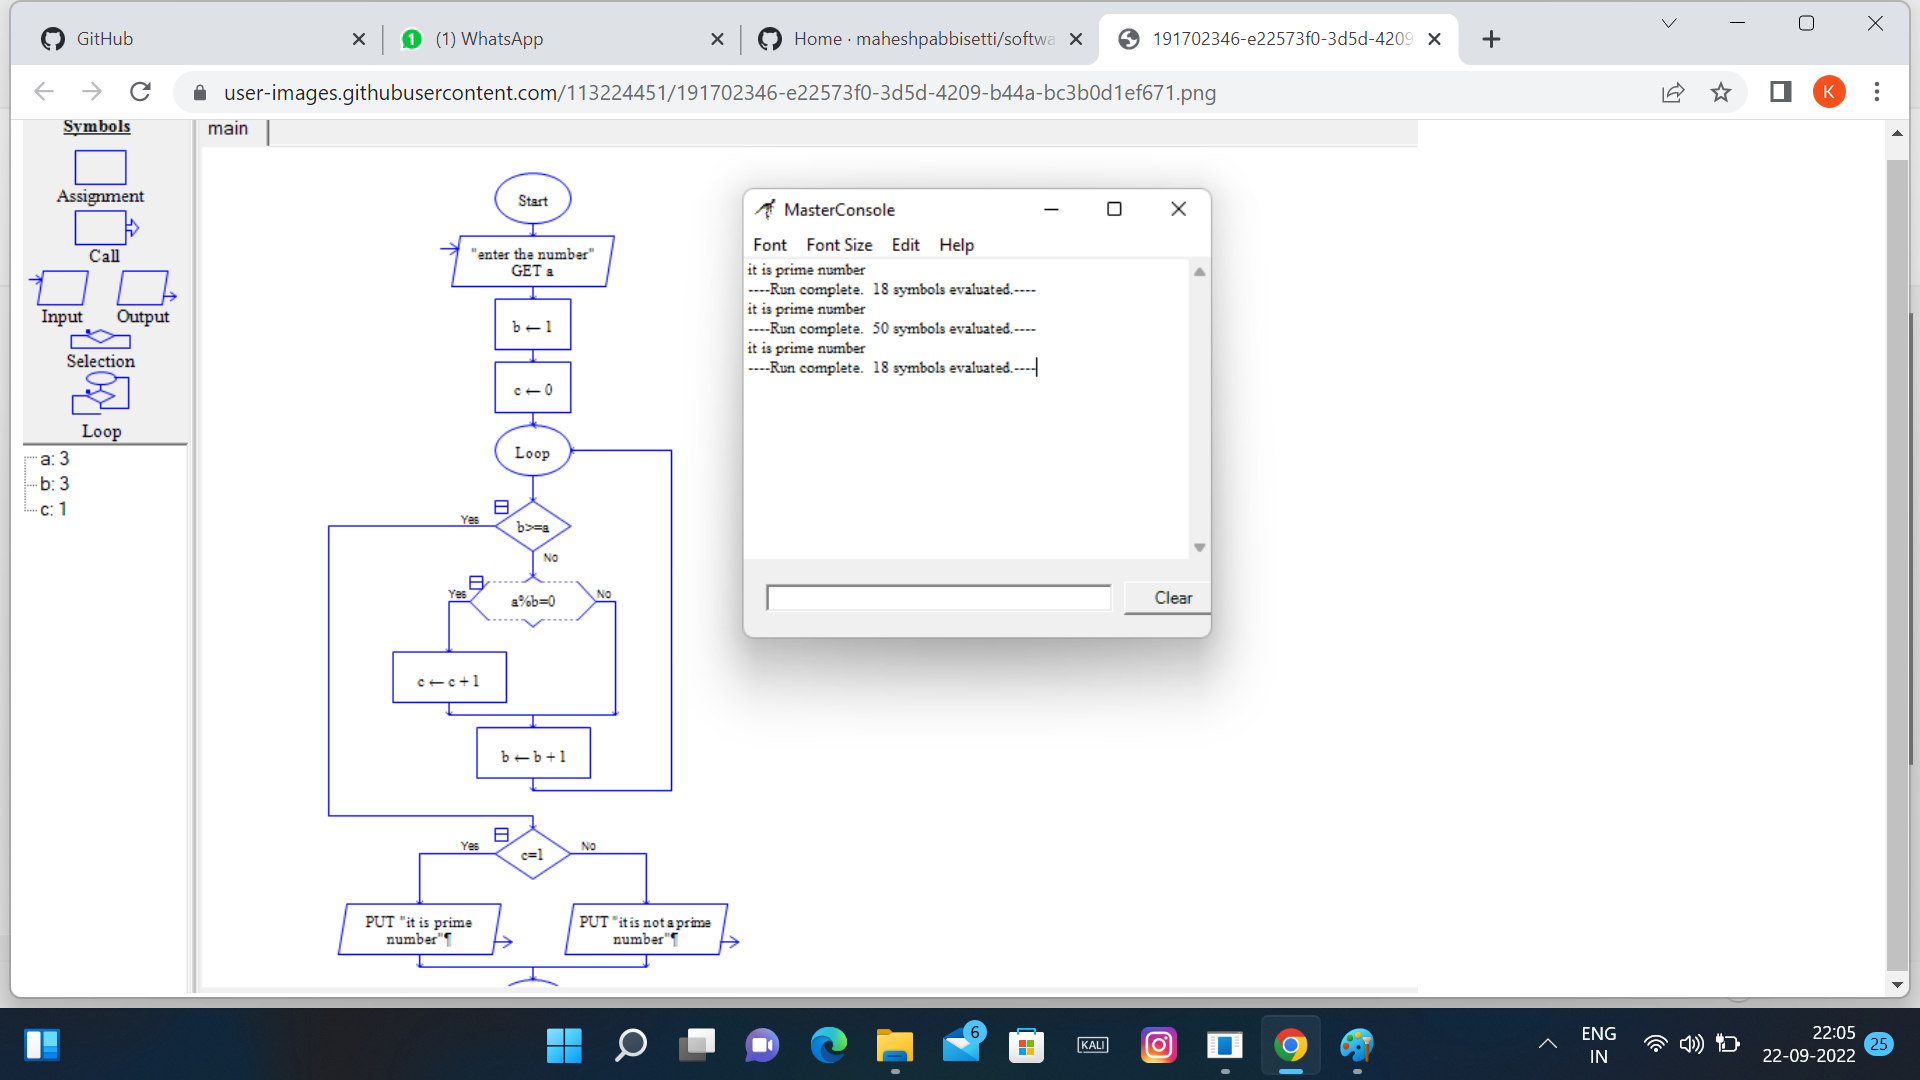 GitHub
(1) WhatsApp
Home · maheshpabbisetti/softwa
191702346-e22573f0-3d5d-4209
user-images.githubusercontent.com/113224451/191702346-e22573f0-3d5d-4209-b44a-bc3b0d1ef671.png
K
Symbols
Assignment
Call
Input
Output
Selection
Loop
a: 3
b: 3
c: 1
main
Start
"enter the number"
GET a
b ← 1
c ← 0
Loop
Yes
b>=a
No
Yes
a%b=0
No
c ← c + 1
b ← b + 1
Yes
c=1
No
PUT "it is prime
number"¶
PUT "it is not a prime
number"¶
MasterConsole
Font Font Size Edit Help
it is prime number
----Run complete. 18 symbols evaluated.----
it is prime number
----Run complete. 50 symbols evaluated.----
it is prime number
----Run complete. 18 symbols evaluated.----
Clear
6
KALI
ENG
IN
22:05
22-09-2022
25